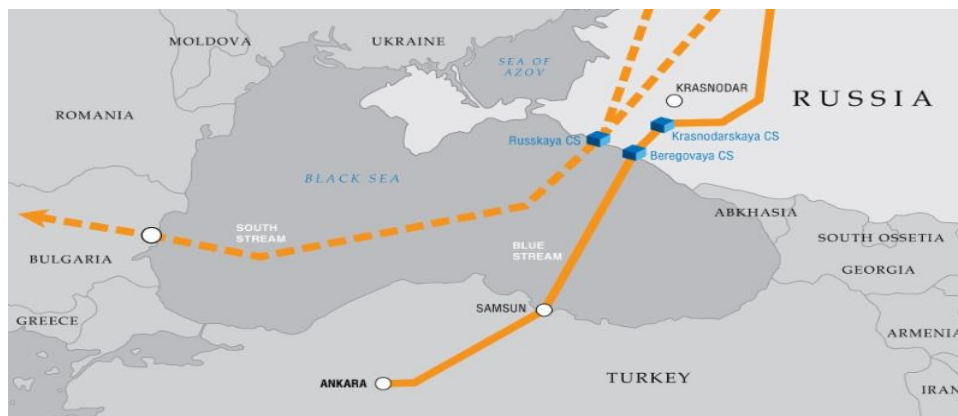 MOLDOVA
UKRAINE
SEA OF
AZOV
KRASNODAR
RUSSIA
ROMANIA
Russkaya CS
Krasnodarskaya CS
Beregovaya CS
BLACK SEA
ABKHASIA
SOUTH
STREAM
SOUTH OSSETIA
BULGARIA
BLUE
STREAM
GEORGIA
SAMSUN
GREECE
ARMENIA
ANKARA
TURKEY
IRAN